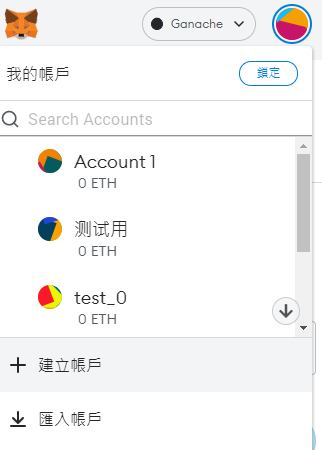 Ganache
我的帳戶
鎖定
Search Accounts
Account 1
0 ETH
测试用
0 ETH
test_0
0 ETH
建立帳戶
匯入帳戶